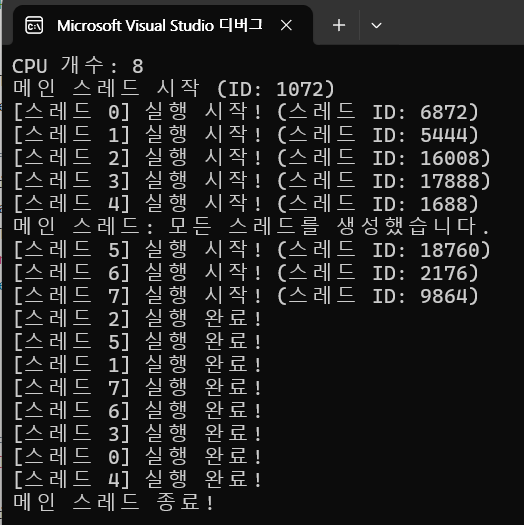 Microsoft Visual Studio 디버그
CPU 개수: 8
메인 스레드 시작 (ID: 1072)
[스레드 0] 실행 시작! (스레드 ID: 6872)
[스레드 1] 실행 시작! (스레드 ID: 5444)
[스레드 2] 실행 시작! (스레드 ID: 16008)
[스레드 3] 실행 시작! (스레드 ID: 17888)
[스레드 4] 실행 시작! (스레드 ID: 1688)
메인 스레드: 모든 스레드를 생성했습니다.
[스레드 5] 실행 시작! (스레드 ID: 18760)
[스레드 6] 실행 시작! (스레드 ID: 2176)
[스레드 7] 실행 시작! (스레드 ID: 9864)
[스레드 2] 실행 완료!
[스레드 5] 실행 완료!
[스레드 1] 실행 완료!
[스레드 7] 실행 완료!
[스레드 6] 실행 완료!
[스레드 3] 실행 완료!
[스레드 0] 실행 완료!
[스레드 4] 실행 완료!
메인 스레드 종료!